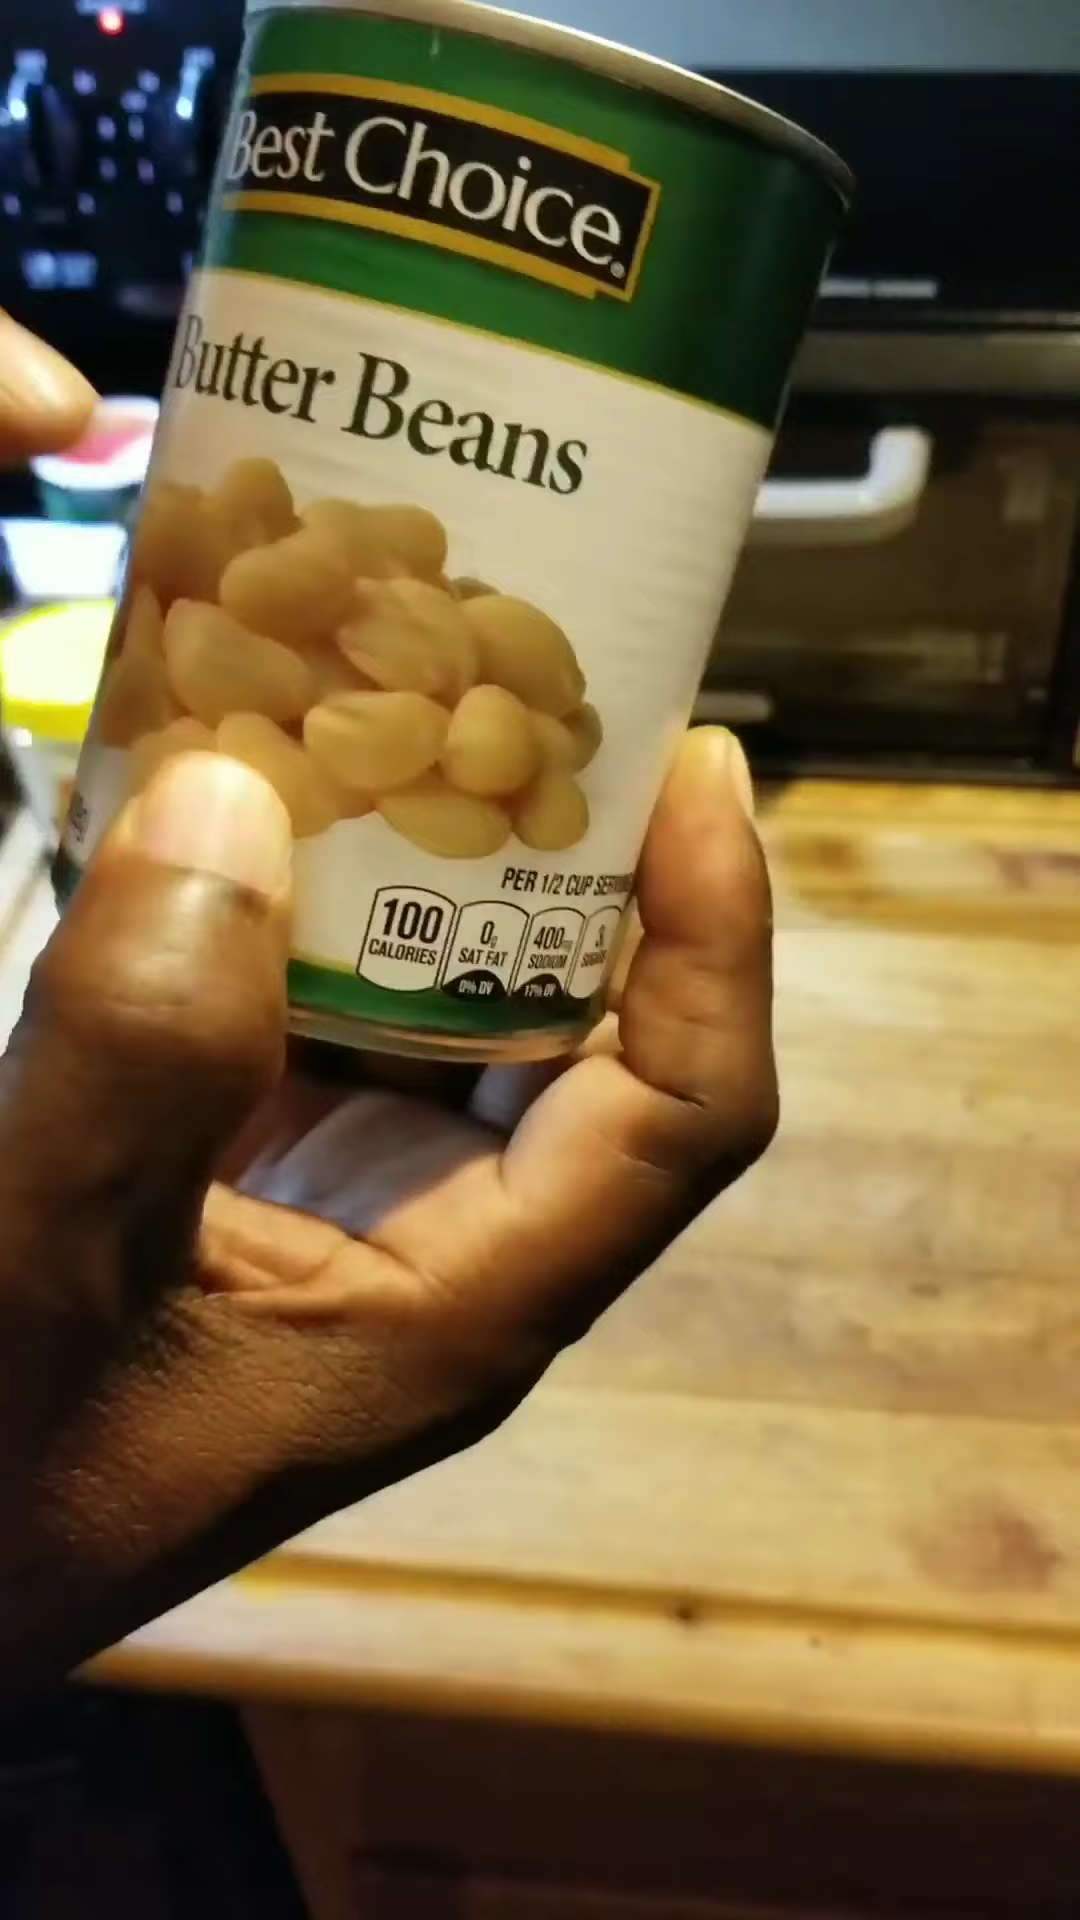 Best Choice®
Butter Beans
PER 1/2 CUP
100
CALORIES
0g
SAT FAT
0% DV
400mg
SODIUM
17% DV